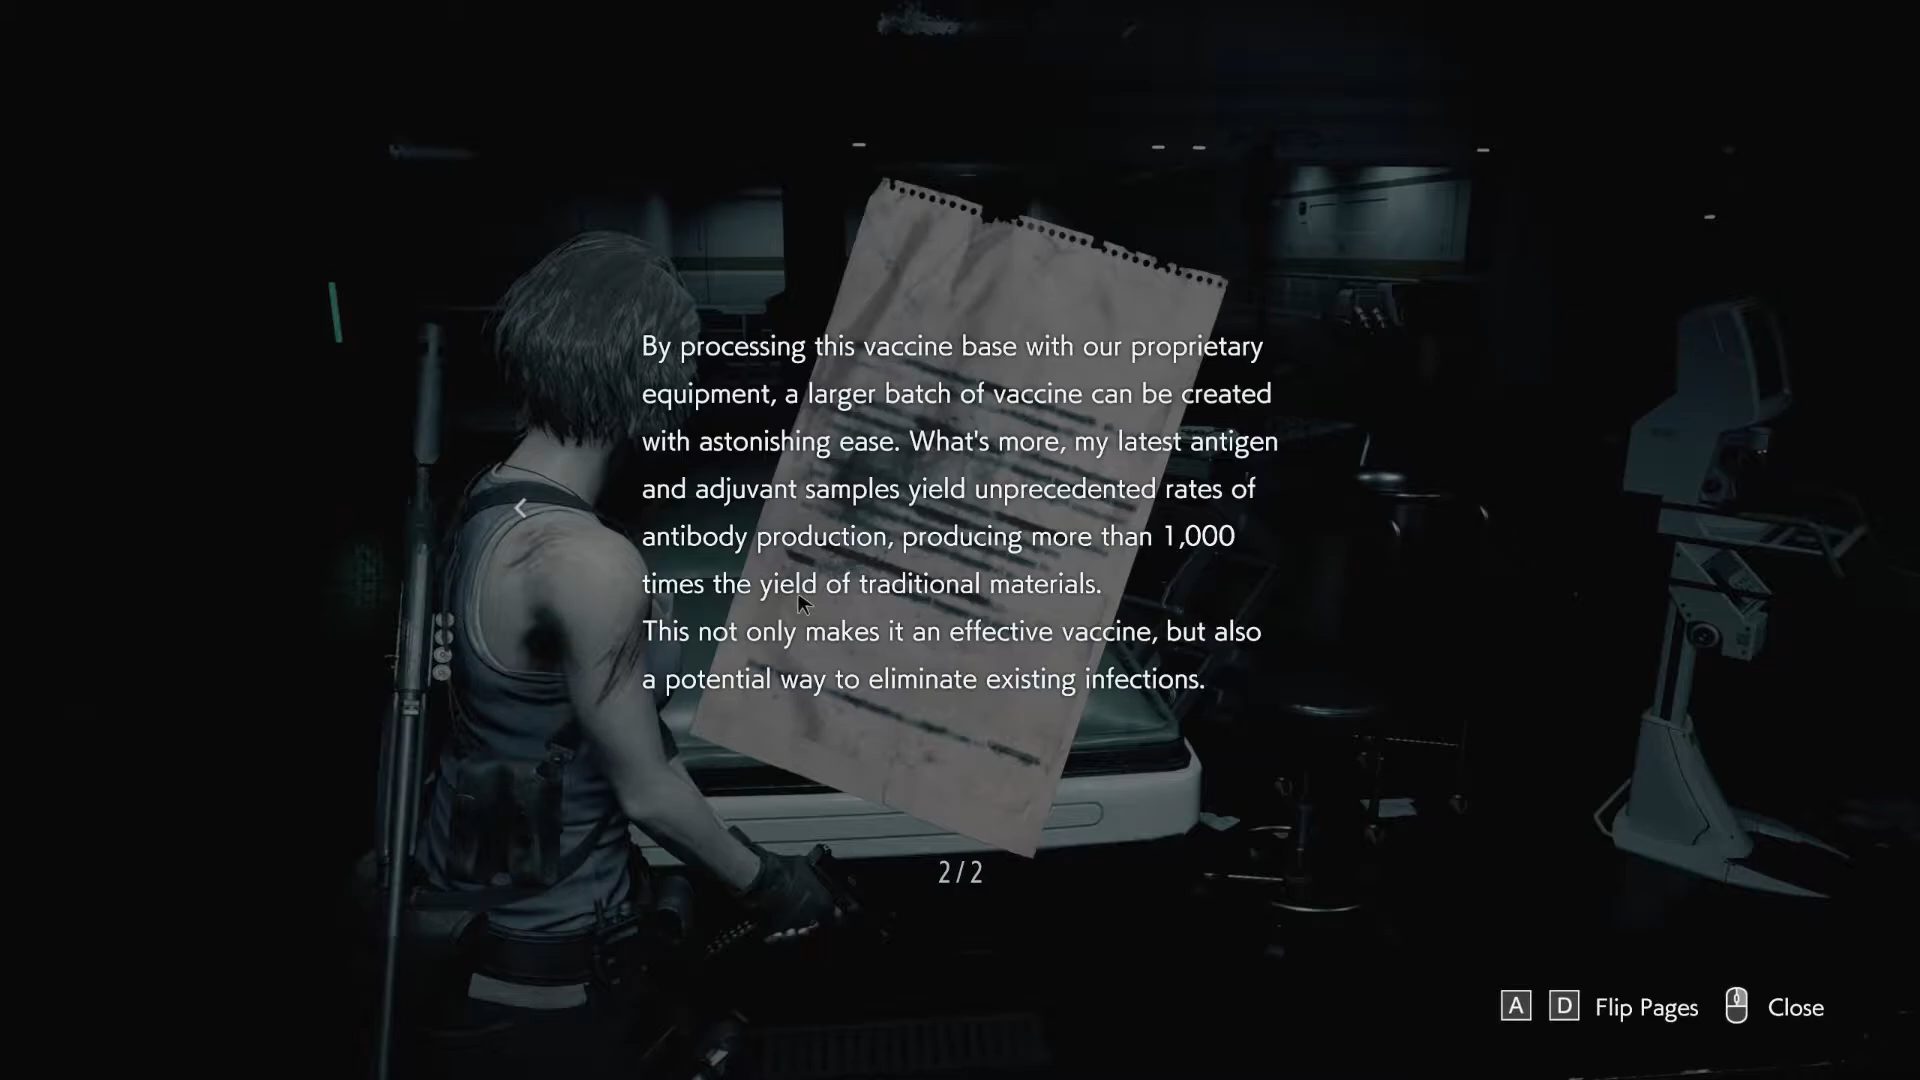 By processing this vaccine base with our proprietary
equipment, a larger batch of vaccine can be created
with astonishing ease. What's more, my latest antigen
and adjuvant samples yield unprecedented rates of
antibody production, producing more than 1,000
times the yield of traditional materials.
This not only makes it an effective vaccine, but also
a potential way to eliminate existing infections.
2/2
A D Flip Pages Close